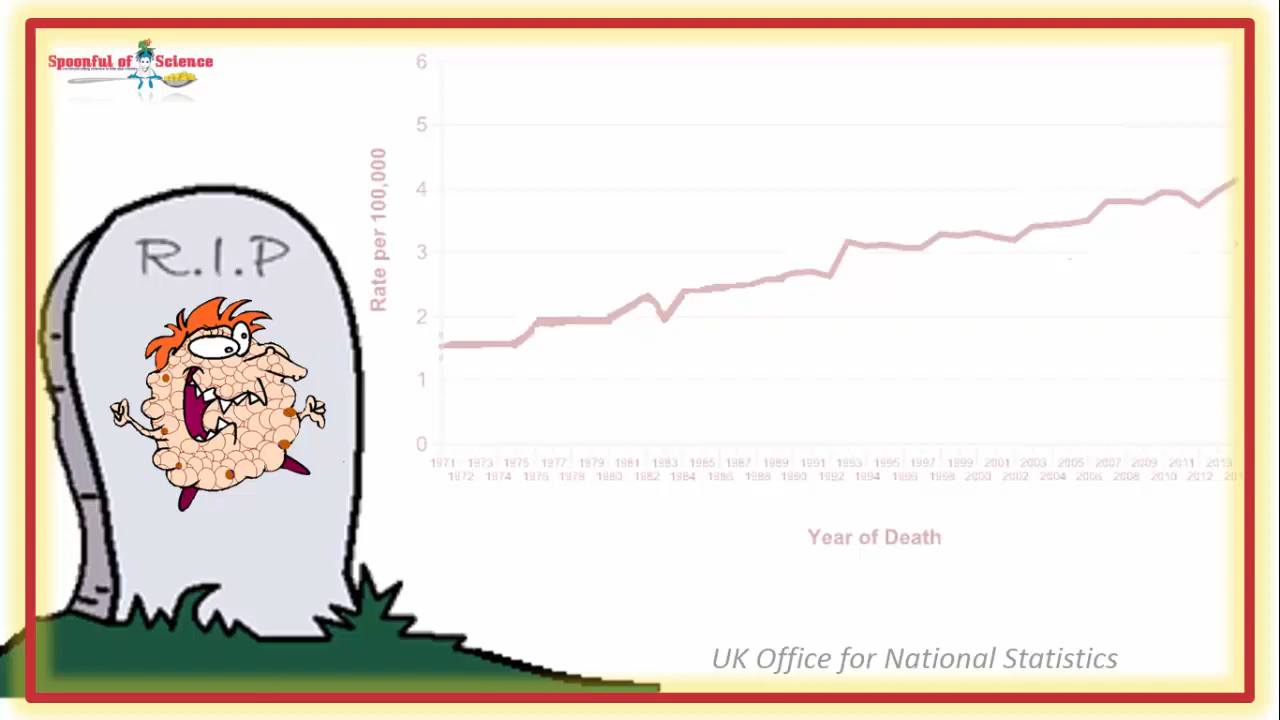 Spoonful of Science
R.I.P
Rate per 100,000
6
5
4
3
2
1
0
1971 1973 1975 1977 1979 1981 1983 1985 1987 1989 1991 1993 1995 1997 1999 2001 2003 2005 2007 2009 2011 2013
1972 1974 1976 1978 1980 1982 1984 1986 1988 1990 1992 1994 1996 1998 2000 2002 2004 2006 2008 2010 2012
Year of Death
UK Office for National Statistics